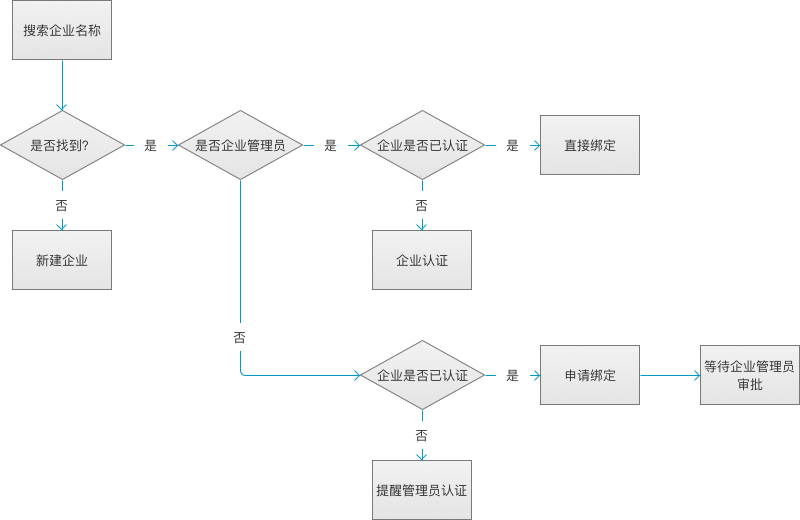 搜索企业名称
是否找到?
是
是否企业管理员
是
企业是否已认证
是
直接绑定
否
否
新建企业
企业认证
否
企业是否已认证
是
申请绑定
等待企业管理员
审批
否
提醒管理员认证